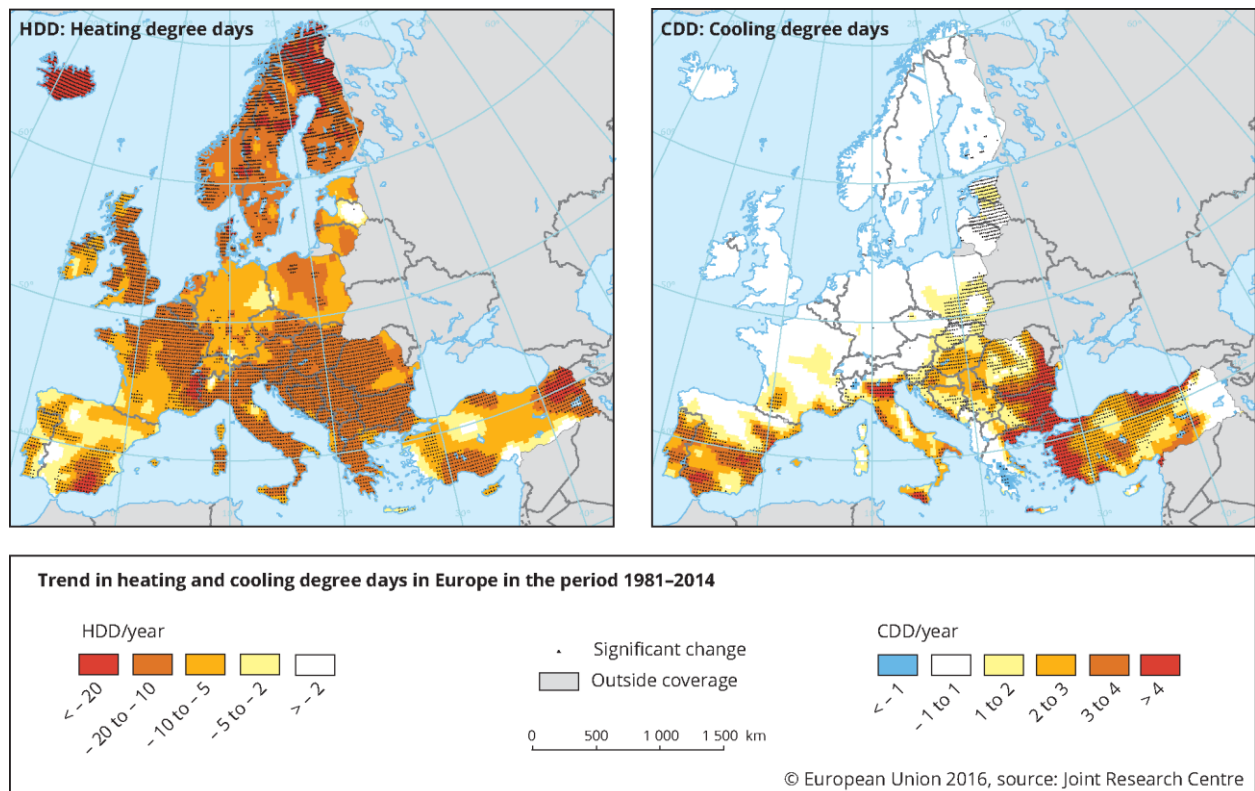 HDD: Heating degree days
CDD: Cooling degree days
Trend in heating and cooling degree days in Europe in the period 1981–2014
HDD/year
< – 20
– 20 to – 10
– 10 to – 5
– 5 to – 2
> – 2
Significant change
Outside coverage
0 500 1 000 1 500 km
CDD/year
< – 1
– 1 to 1
1 to 2
2 to 3
3 to 4
> 4
© European Union 2016, source: Joint Research Centre